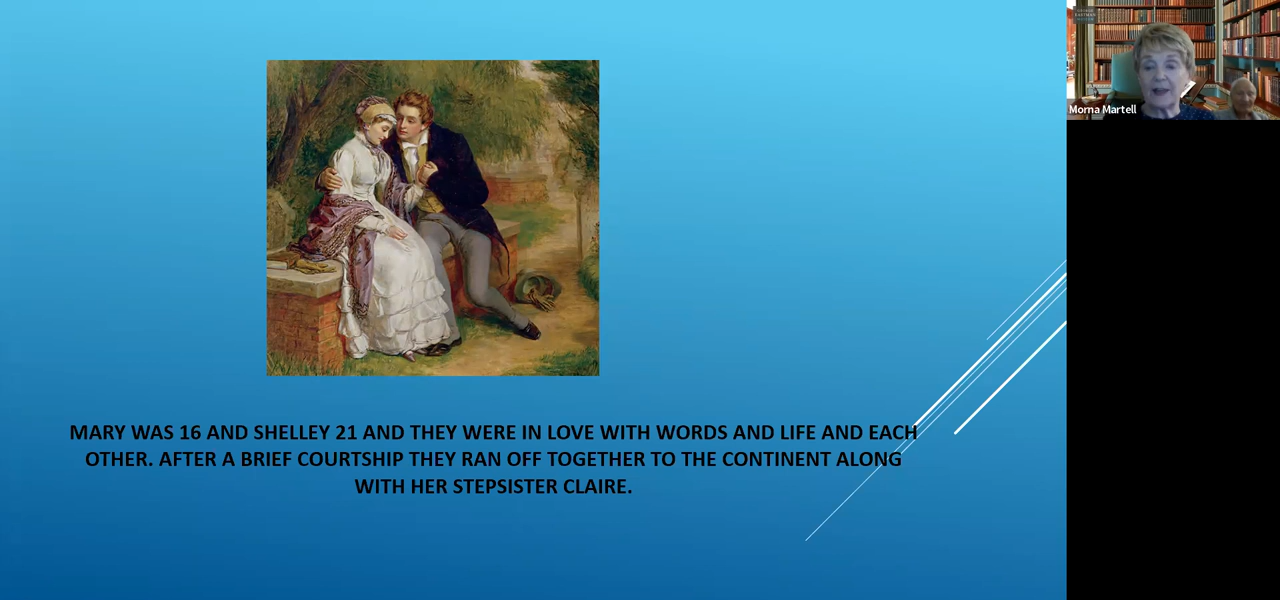 MARY WAS 16 AND SHELLEY 21 AND THEY WERE IN LOVE WITH WORDS AND LIFE AND EACH
OTHER. AFTER A BRIEF COURTSHIP THEY RAN OFF TOGETHER TO THE CONTINENT ALONG
WITH HER STEPSISTER CLAIRE.
Morna Martell